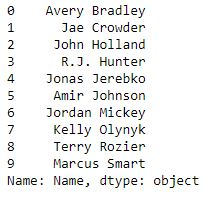 0 Avery Bradley
1 Jae Crowder
2 John Holland
3 R.J. Hunter
4 Jonas Jerebko
5 Amir Johnson
6 Jordan Mickey
7 Kelly Olynyk
8 Terry Rozier
9 Marcus Smart
Name: Name, dtype: object